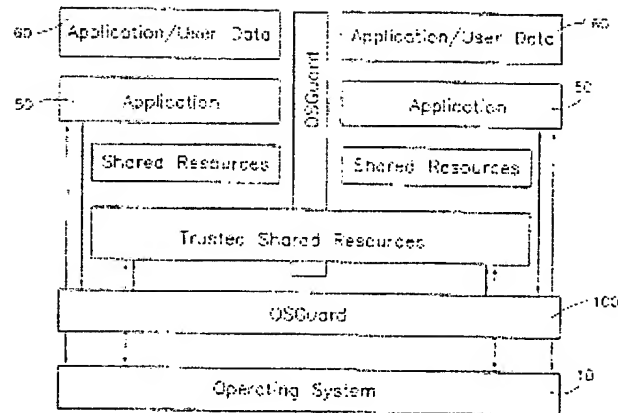 60
Application/User Data
OSGuard
Application/User Data
60
50
Application
Application
50
Shared Resources
Shared Resources
Trusted Shared Resources
OSGuard
100
Operating System
10